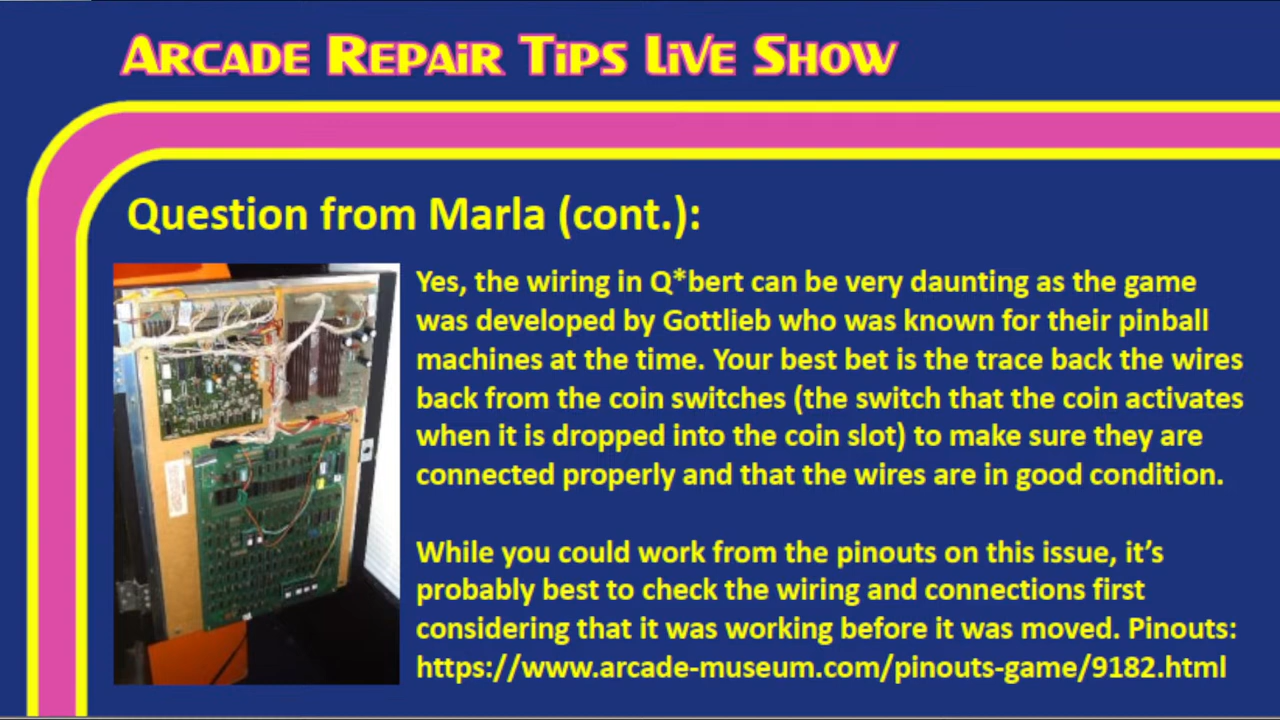 ARCADE REPAIR TIPS LIVE SHOW
Question from Marla (cont.):
Yes, the wiring in Q*bert can be very daunting as the game
was developed by Gottlieb who was known for their pinball
machines at the time. Your best bet is the trace back the wires
back from the coin switches (the switch that the coin activates
when it is dropped into the coin slot) to make sure they are
connected properly and that the wires are in good condition.
While you could work from the pinouts on this issue, it's
probably best to check the wiring and connections first
considering that it was working before it was moved. Pinouts:
https://www.arcade-museum.com/pinouts-game/9182.html